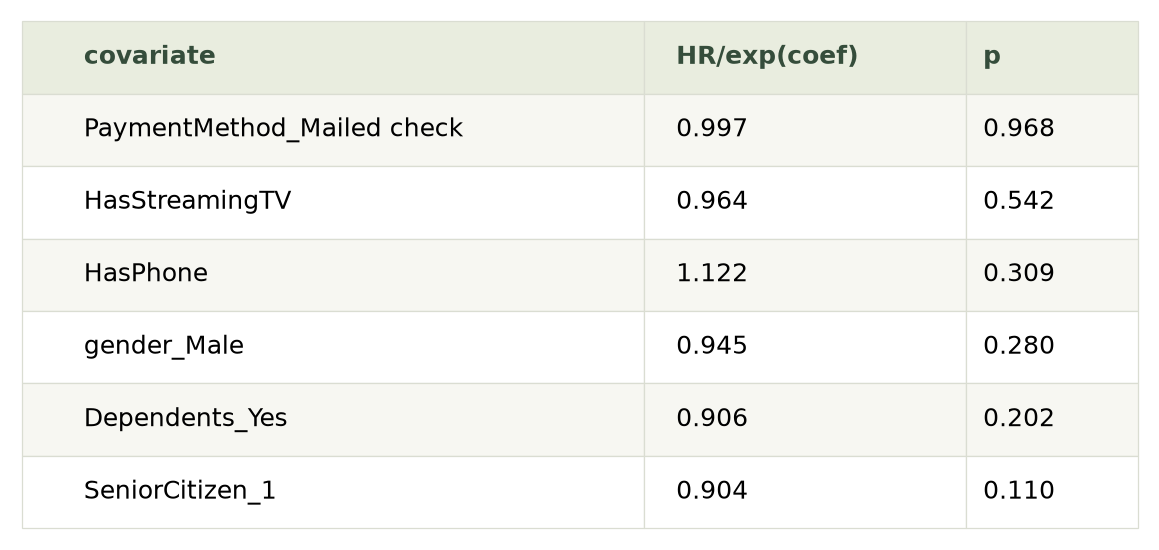 covariate HR/exp(coef) p
PaymentMethod_Mailed check 0.997 0.968
HasStreamingTV 0.964 0.542
HasPhone 1.122 0.309
gender_Male 0.945 0.280
Dependents_Yes 0.906 0.202
SeniorCitizen_1 0.904 0.110